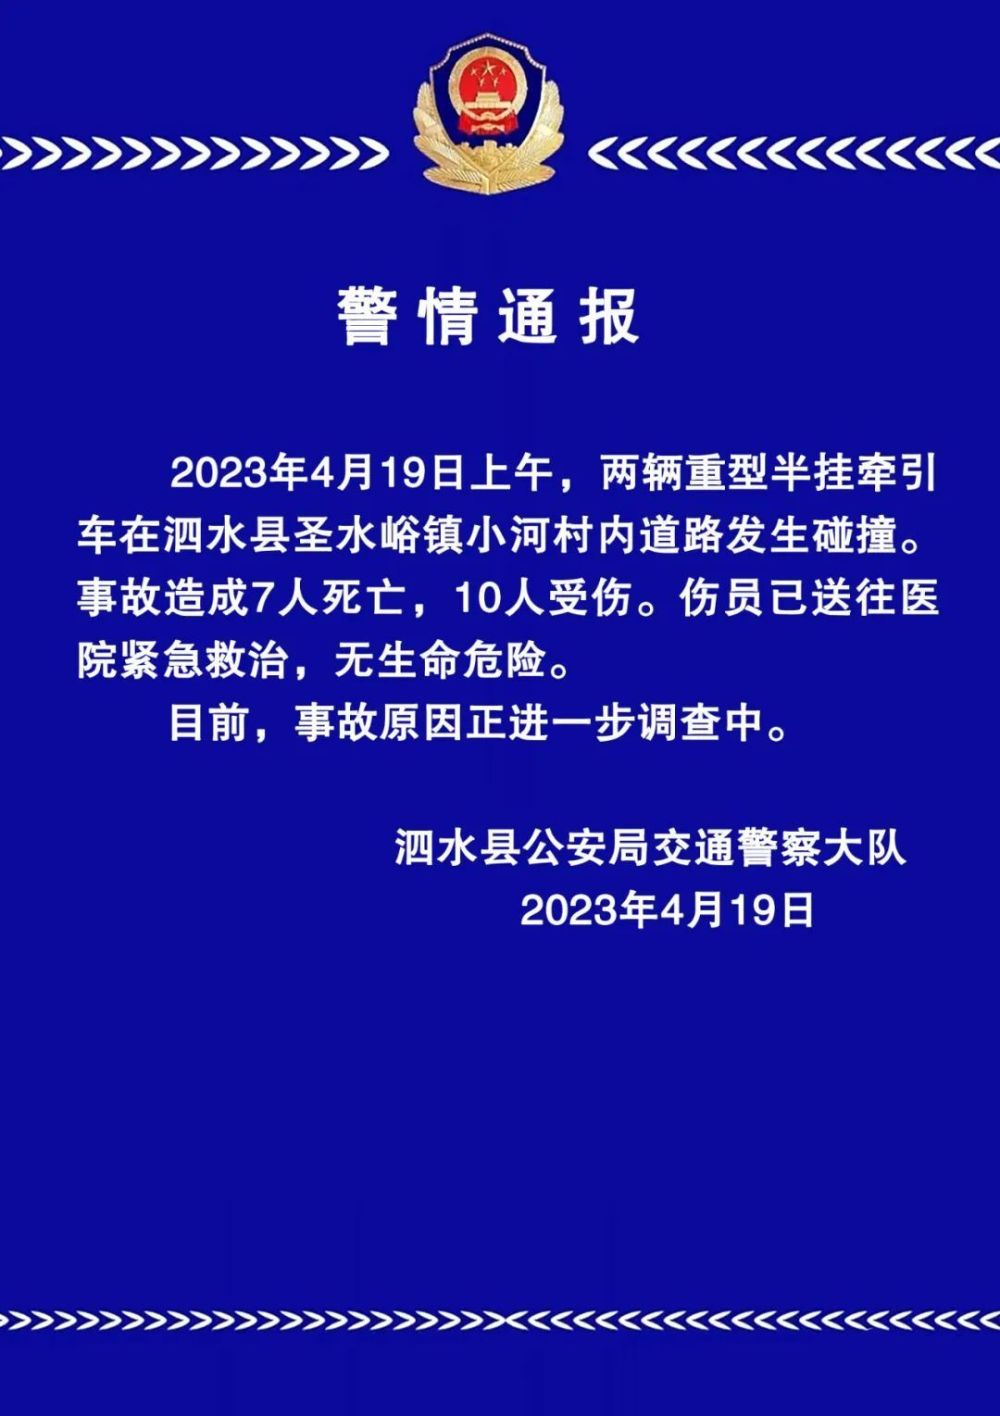 警情通报
2023年4月19日上午，两辆重型半挂牵引
车在泗水县圣水峪镇小河村内道路发生碰撞。
事故造成7人死亡，10人受伤。伤员已送往医
院紧急救治，无生命危险。
目前，事故原因正进一步调查中。
泗水县公安局交通警察大队
2023年4月19日